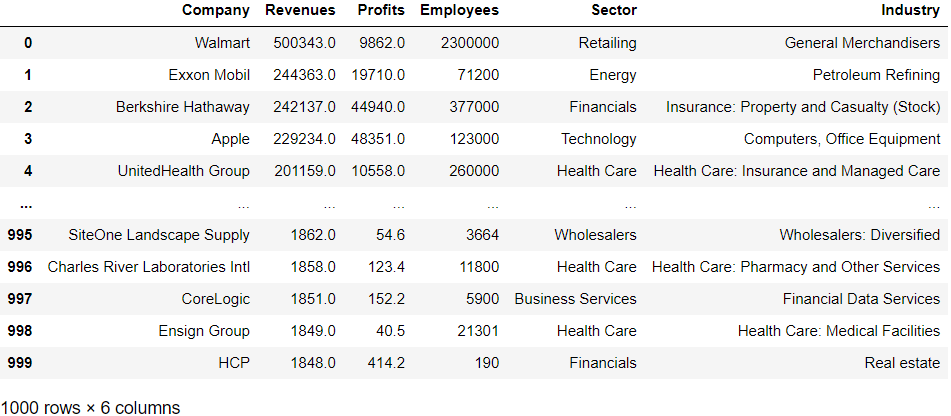 Company Revenues Profits Employees Sector Industry
0 Walmart 500343.0 9862.0 2300000 Retailing General Merchandisers
1 Exxon Mobil 244363.0 19710.0 71200 Energy Petroleum Refining
2 Berkshire Hathaway 242137.0 44940.0 377000 Financials Insurance: Property and Casualty (Stock)
3 Apple 229234.0 48351.0 123000 Technology Computers, Office Equipment
4 UnitedHealth Group 201159.0 10558.0 260000 Health Care Health Care: Insurance and Managed Care
... ... ... ... ... ... ...
995 SiteOne Landscape Supply 1862.0 54.6 3664 Wholesalers Wholesalers: Diversified
996 Charles River Laboratories Intl 1858.0 123.4 11800 Health Care Health Care: Pharmacy and Other Services
997 CoreLogic 1851.0 152.2 5900 Business Services Financial Data Services
998 Ensign Group 1849.0 40.5 21301 Health Care Health Care: Medical Facilities
999 HCP 1848.0 414.2 190 Financials Real estate
1000 rows × 6 columns